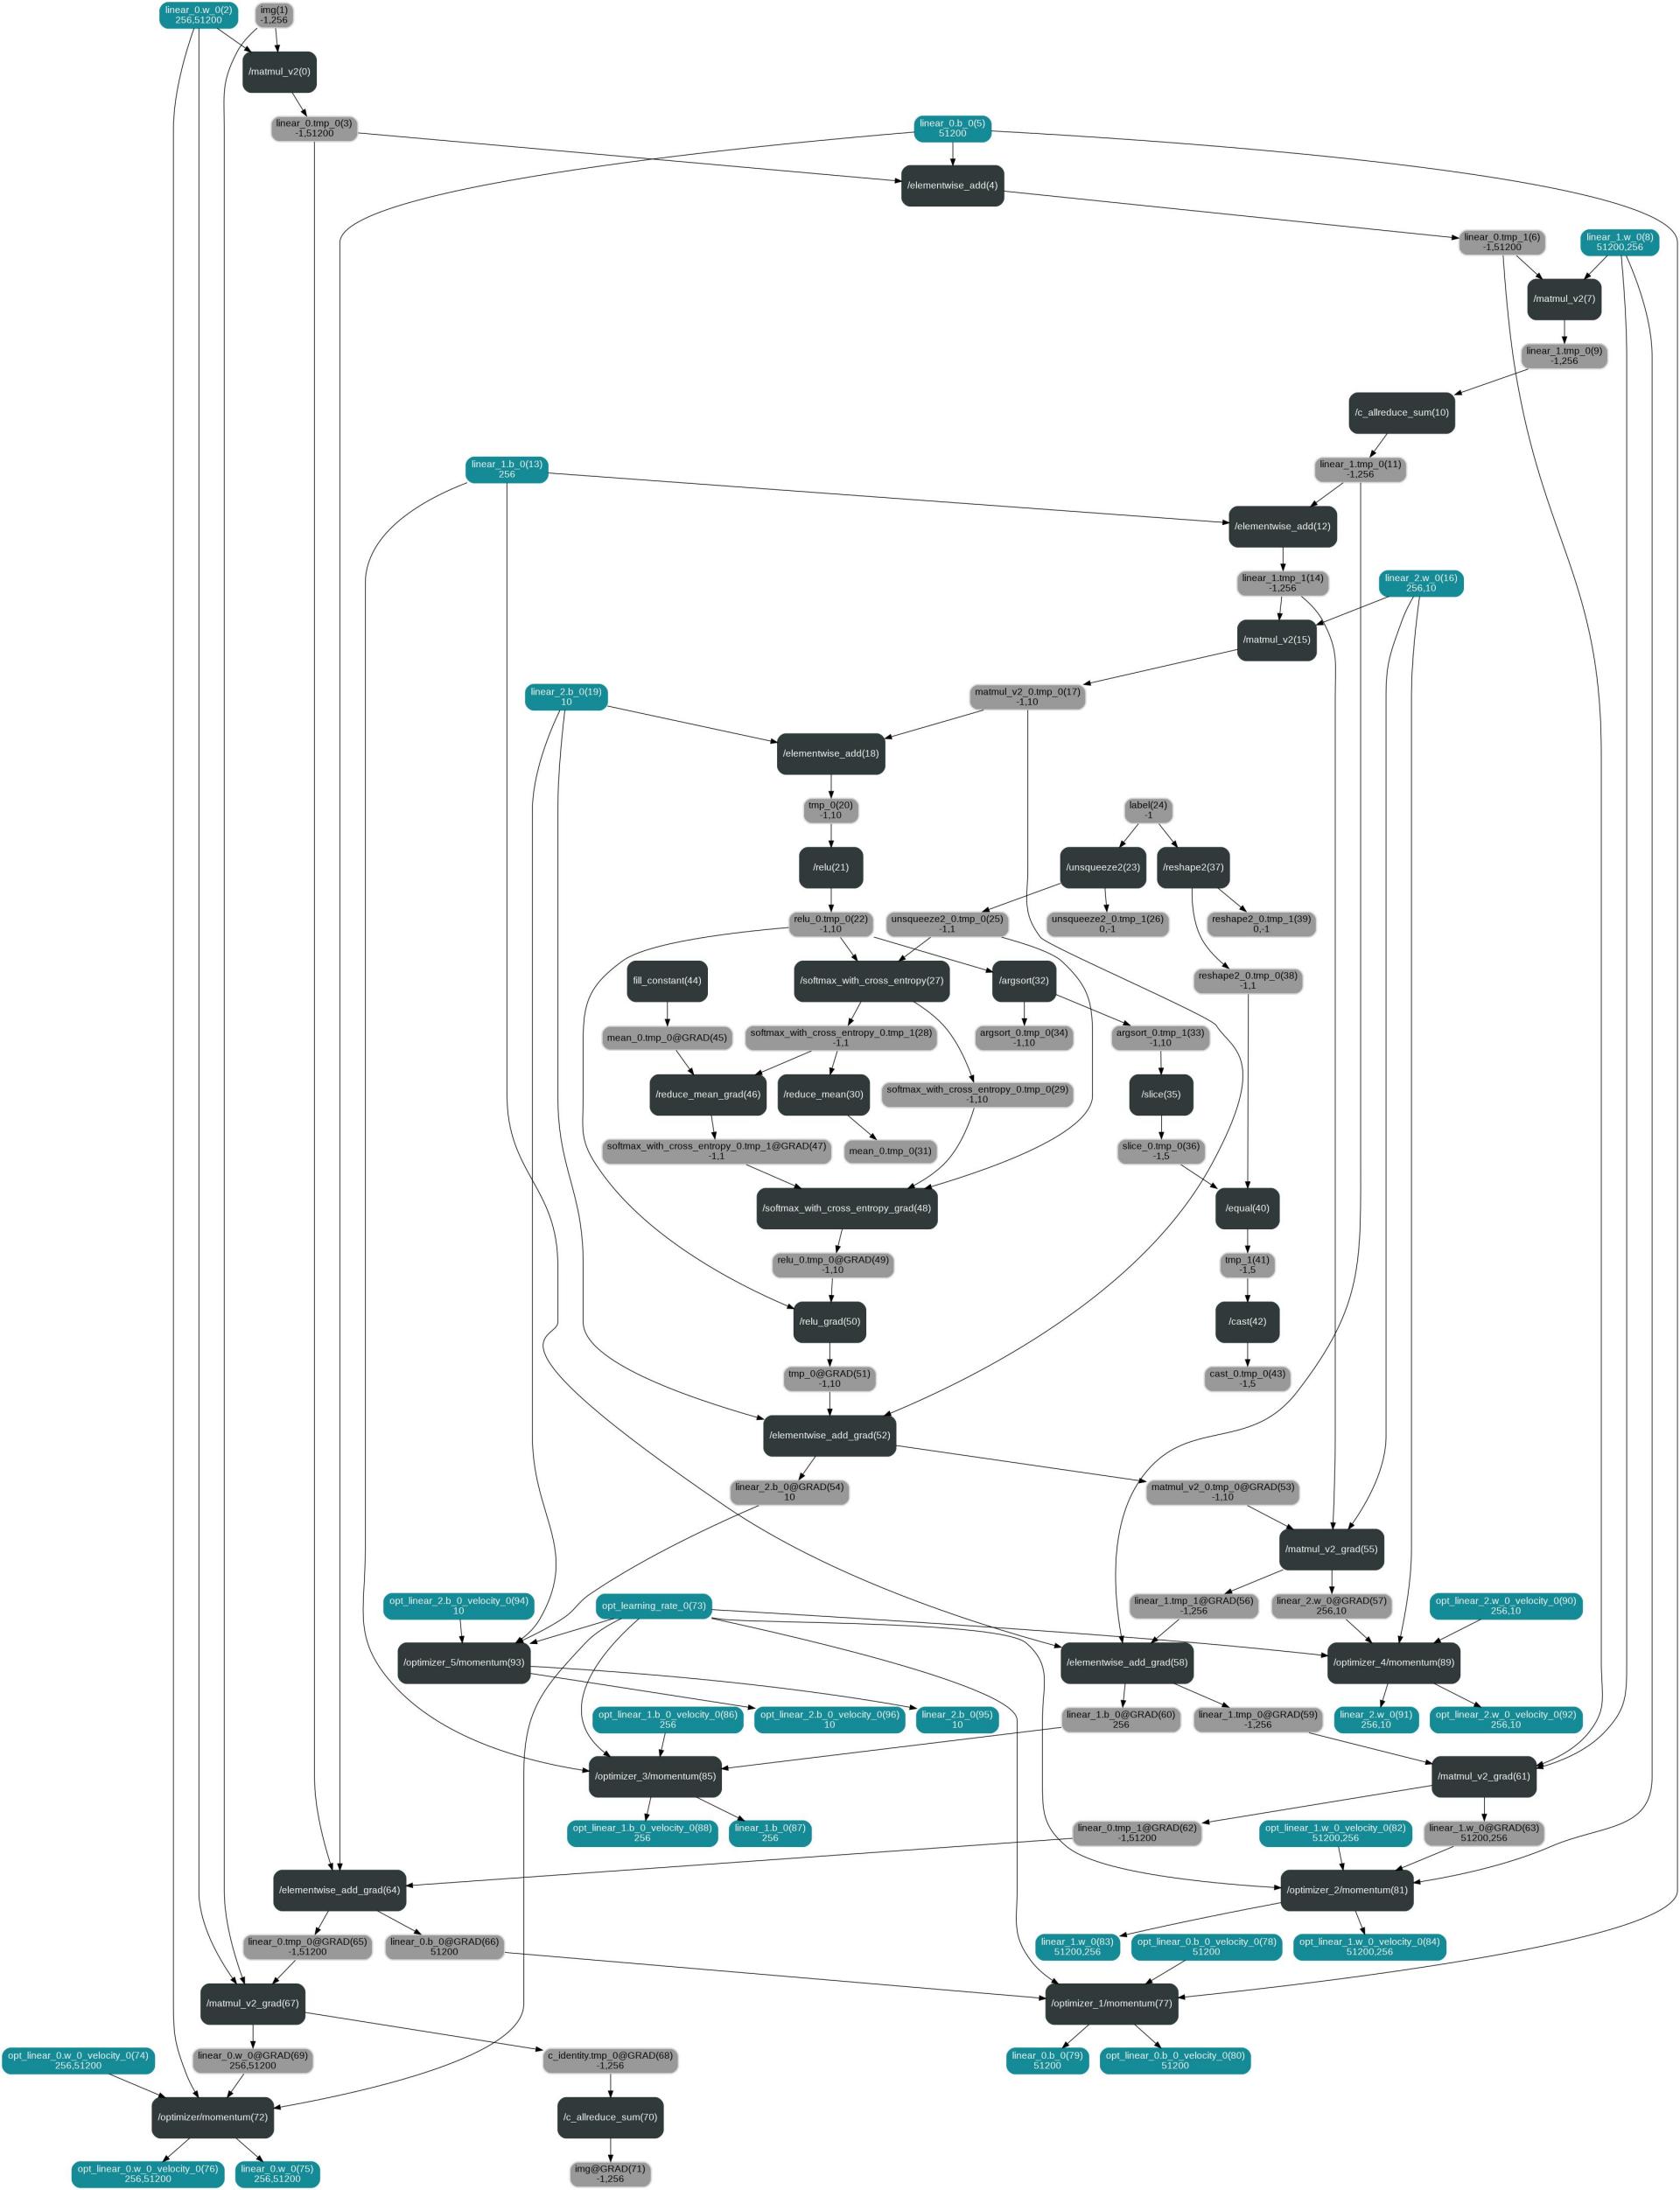 linear_0.w_0(2)
256,51200
img(1)
-1,256
/matmul_v2(0)
linear_0.tmp_0(3)
-1,51200
linear_0.b_0(5)
51200
/elementwise_add(4)
linear_0.tmp_1(6)
-1,51200
linear_1.w_0(8)
51200,256
/matmul_v2(7)
linear_1.tmp_0(9)
-1,256
/c_allreduce_sum(10)
linear_1.b_0(13)
256
linear_1.tmp_0(11)
-1,256
/elementwise_add(12)
linear_1.tmp_1(14)
-1,256
linear_2.w_0(16)
256,10
/matmul_v2(15)
linear_2.b_0(19)
10
matmul_v2_0.tmp_0(17)
-1,10
/elementwise_add(18)
tmp_0(20)
-1,10
label(24)
-1
/relu(21)
/unsqueeze2(23)
/reshape2(37)
relu_0.tmp_0(22)
-1,10
unsqueeze2_0.tmp_0(25)
-1,1
unsqueeze2_0.tmp_1(26)
0,-1
reshape2_0.tmp_1(39)
0,-1
fill_constant(44)
/softmax_with_cross_entropy(27)
/argsort(32)
reshape2_0.tmp_0(38)
-1,1
mean_0.tmp_0@GRAD(45)
softmax_with_cross_entropy_0.tmp_1(28)
-1,1
argsort_0.tmp_0(34)
-1,10
argsort_0.tmp_1(33)
-1,10
/reduce_mean_grad(46)
/reduce_mean(30)
softmax_with_cross_entropy_0.tmp_0(29)
-1,10
/slice(35)
softmax_with_cross_entropy_0.tmp_1@GRAD(47)
-1,1
mean_0.tmp_0(31)
slice_0.tmp_0(36)
-1,5
/softmax_with_cross_entropy_grad(48)
/equal(40)
relu_0.tmp_0@GRAD(49)
-1,10
tmp_1(41)
-1,5
/relu_grad(50)
/cast(42)
tmp_0@GRAD(51)
-1,10
cast_0.tmp_0(43)
-1,5
/elementwise_add_grad(52)
linear_2.b_0@GRAD(54)
10
matmul_v2_0.tmp_0@GRAD(53)
-1,10
/matmul_v2_grad(55)
opt_linear_2.b_0_velocity_0(94)
10
opt_learning_rate_0(73)
linear_1.tmp_1@GRAD(56)
-1,256
linear_2.w_0@GRAD(57)
256,10
opt_linear_2.w_0_velocity_0(90)
256,10
/optimizer_5/momentum(93)
/elementwise_add_grad(58)
/optimizer_4/momentum(89)
opt_linear_1.b_0_velocity_0(86)
256
opt_linear_2.b_0_velocity_0(96)
10
linear_2.b_0(95)
10
linear_1.b_0@GRAD(60)
256
linear_1.tmp_0@GRAD(59)
-1,256
linear_2.w_0(91)
256,10
opt_linear_2.w_0_velocity_0(92)
256,10
/optimizer_3/momentum(85)
/matmul_v2_grad(61)
opt_linear_1.b_0_velocity_0(88)
256
linear_1.b_0(87)
256
linear_0.tmp_1@GRAD(62)
-1,51200
opt_linear_1.w_0_velocity_0(82)
51200,256
linear_1.w_0@GRAD(63)
51200,256
/elementwise_add_grad(64)
/optimizer_2/momentum(81)
linear_0.tmp_0@GRAD(65)
-1,51200
linear_0.b_0@GRAD(66)
51200
linear_1.w_0(83)
51200,256
opt_linear_0.b_0_velocity_0(78)
51200
opt_linear_1.w_0_velocity_0(84)
51200,256
/matmul_v2_grad(67)
/optimizer_1/momentum(77)
opt_linear_0.w_0_velocity_0(74)
256,51200
linear_0.w_0@GRAD(69)
256,51200
c_identity.tmp_0@GRAD(68)
-1,256
linear_0.b_0(79)
51200
opt_linear_0.b_0_velocity_0(80)
51200
/optimizer/momentum(72)
/c_allreduce_sum(70)
opt_linear_0.w_0_velocity_0(76)
256,51200
linear_0.w_0(75)
256,51200
img@GRAD(71)
-1,256